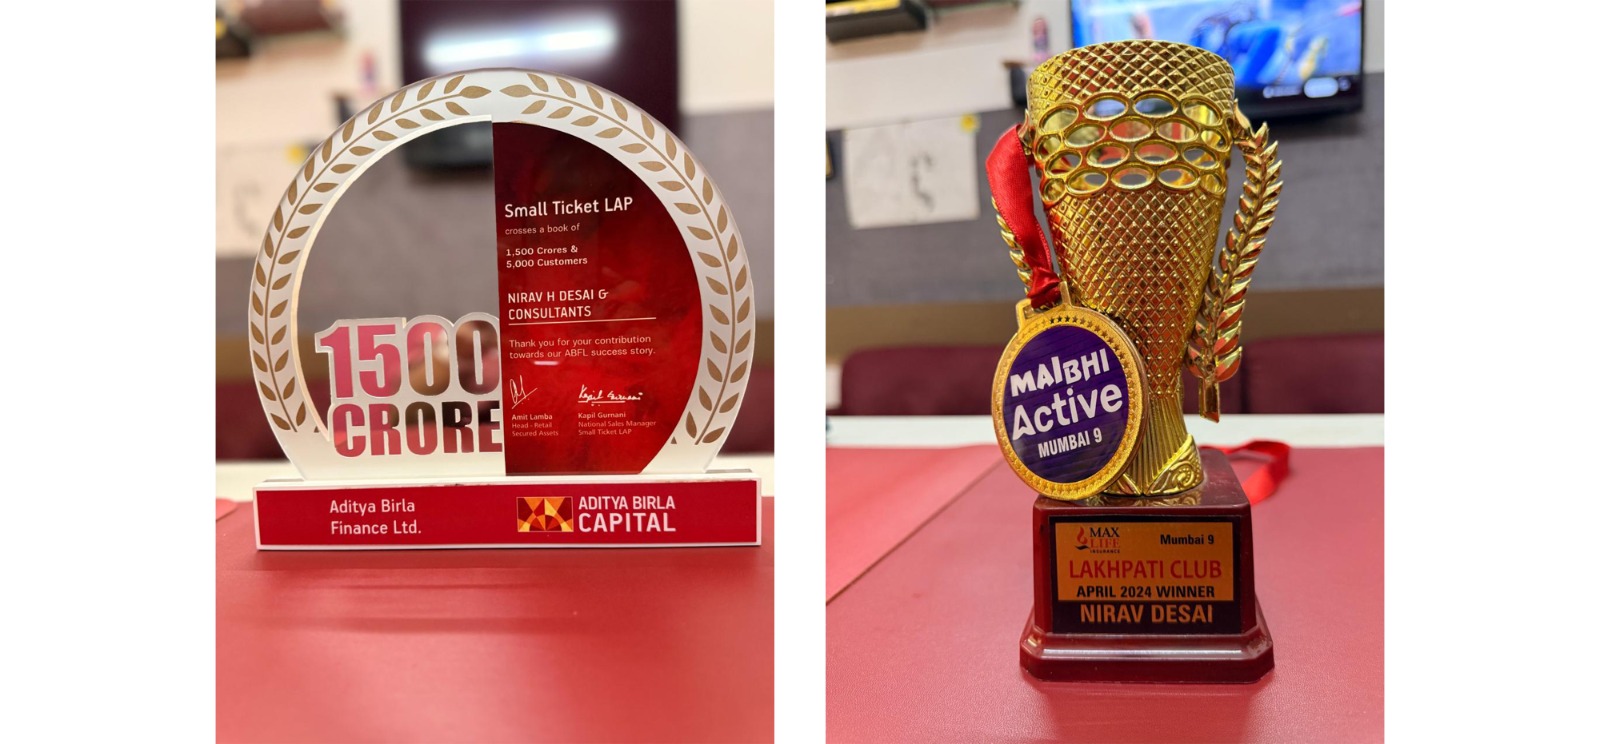 Small Ticket LAP
crosses a book of
1,500 Crores &
5,000 Customers
NIRAV H DESAI &
CONSULTANTS
Thank you for your contribution
towards our ABFL success story.
Kapil Gurnani
Amit Lamba
Head - Retail
Secured Assets
Kapil Gurnani
National Sales Manager
Small Ticket LAP
1500
CRORE
Aditya Birla
Finance Ltd.
ADITYA BIRLA
CAPITAL
MAIBHI
Active
MUMBAI 9
MAX
LIFE
INSURANCE
Mumbai 9
LAKHPATI CLUB
APRIL 2024 WINNER
NIRAV DESAI